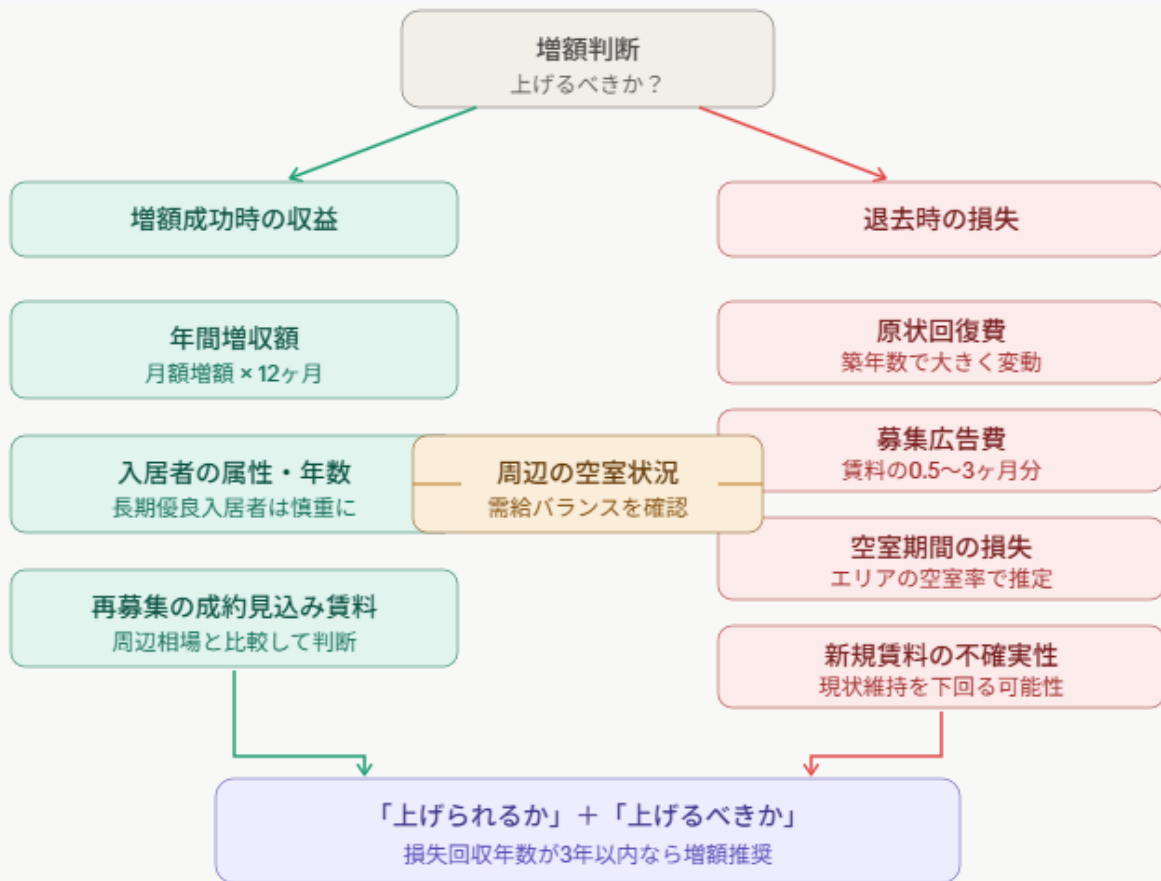 増額判断
上げるべきか？
増額成功時の収益
年間増収額
月額増額 × 12ヶ月
入居者の属性・年数
長期優良入居者は慎重に
再募集の成約見込み賃料
周辺相場と比較して判断
周辺の空室状況
需給バランスを確認
退去時の損失
原状回復費
築年数で大きく変動
募集広告費
賃料の0.5〜3ヶ月分
空室期間の損失
エリアの空室率で推定
新規賃料の不確実性
現状維持を下回る可能性
「上げられるか」＋「上げるべきか」
損失回収年数が3年以内なら増額推奨